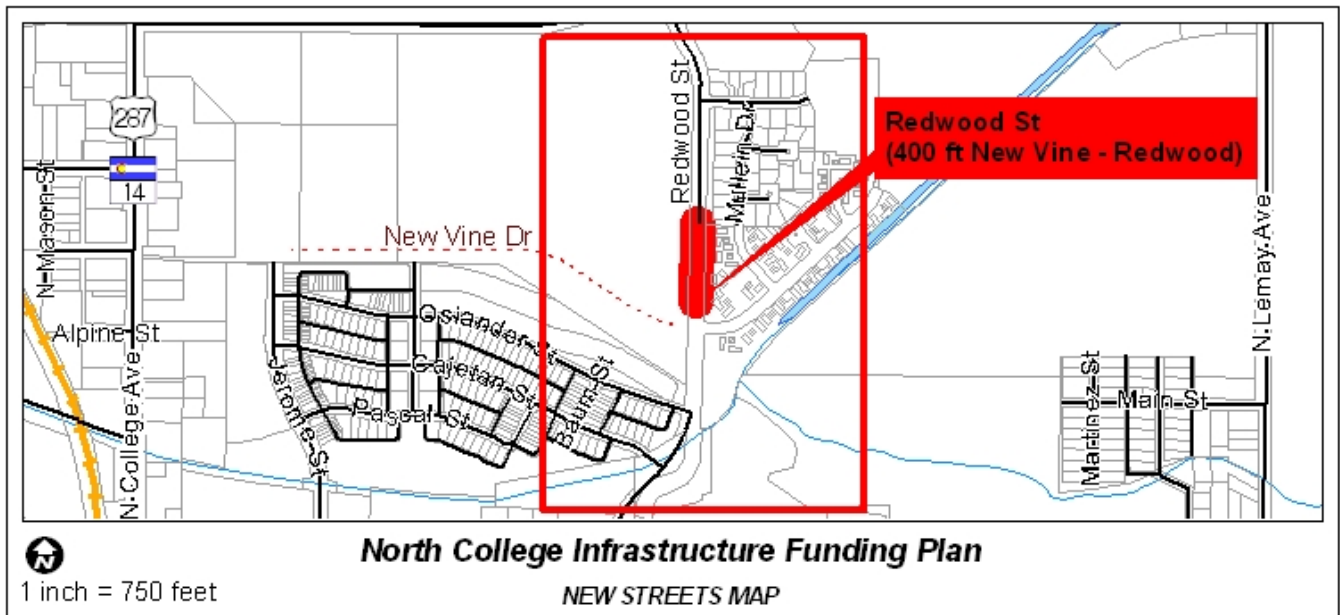 287
14
N Mason St
N College Ave
Alpine St
New Vine Dr
Redwood St
Mullein Dr
Redwood St
(400 ft New Vine - Redwood)
N Lemay Ave
Jerome St
Osiander St
Cajetan St
Pascal St
Baum St
Martinez St
Main St
N
North College Infrastructure Funding Plan
1 inch = 750 feet
NEW STREETS MAP